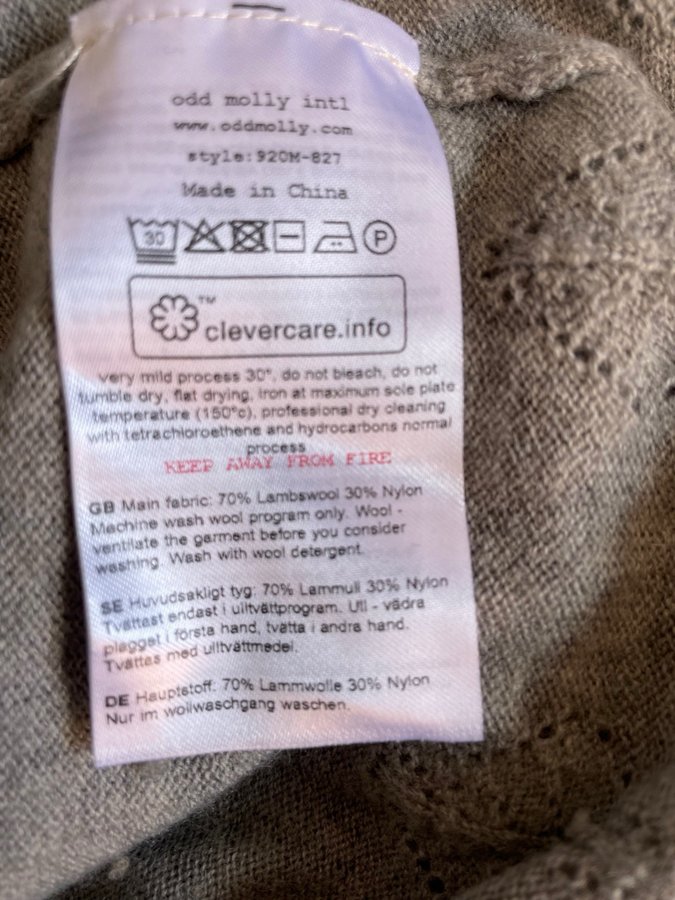 odd molly intl
www.oddmolly.com
style:920M-827
Made in China
30 P
™
clevercare.info
very mild process 30°, do not bleach, do not
tumble dry, flat drying, iron at maximum sole plate
temperature (150°c), professional dry cleaning
with tetrachloroethene and hydrocarbons normal
process
KEEP AWAY FROM FIRE
GB Main fabric: 70% Lambswool 30% Nylon
Machine wash wool program only. Wool -
ventilate the garment before you consider
washing. Wash with wool detergent.
SE Huvudsakligt tyg: 70% Lammull 30% Nylon
Tvättast endast i ulltvättprogram. Ull - vädra
plagget i första hand, tvätta i andra hand.
Tvättas med ulltvättmedel.
DE Hauptstoff: 70% Lammwolle 30% Nylon
Nur im wollwaschgang waschen.